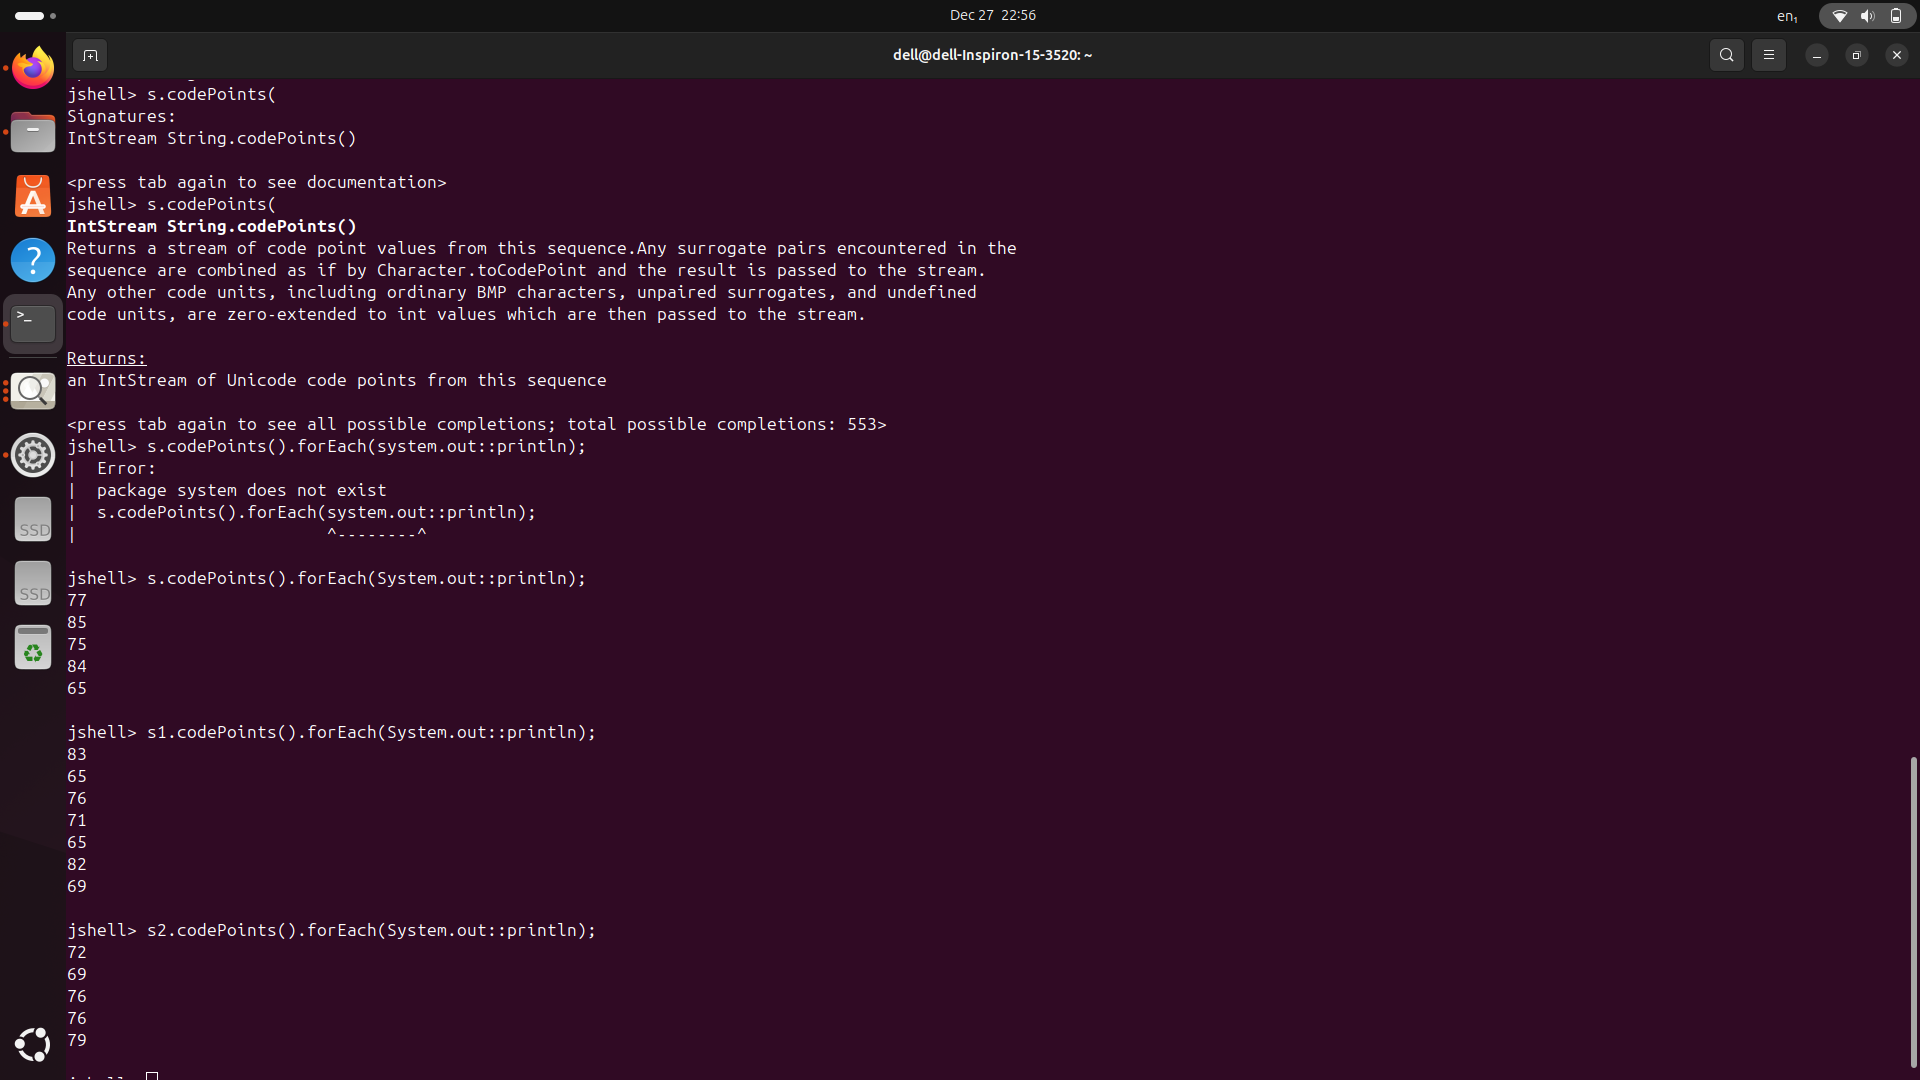 Dec 27 22:56
en₁
dell@dell-Inspiron-15-3520: ~
jshell> s.codePoints(
Signatures:
IntStream String.codePoints()
<press tab again to see documentation>
jshell> s.codePoints(
IntStream String.codePoints()
Returns a stream of code point values from this sequence.Any surrogate pairs encountered in the
sequence are combined as if by Character.toCodePoint and the result is passed to the stream.
Any other code units, including ordinary BMP characters, unpaired surrogates, and undefined
code units, are zero-extended to int values which are then passed to the stream.
Returns:
an IntStream of Unicode code points from this sequence
<press tab again to see all possible completions; total possible completions: 553>
jshell> s.codePoints().forEach(system.out::println);
|  Error:
|  package system does not exist
|  s.codePoints().forEach(system.out::println);
|                         ^--------^
jshell> s.codePoints().forEach(System.out::println);
77
85
75
84
65
jshell> s1.codePoints().forEach(System.out::println);
83
65
76
71
65
82
69
jshell> s2.codePoints().forEach(System.out::println);
72
69
76
76
79
SSD
SSD